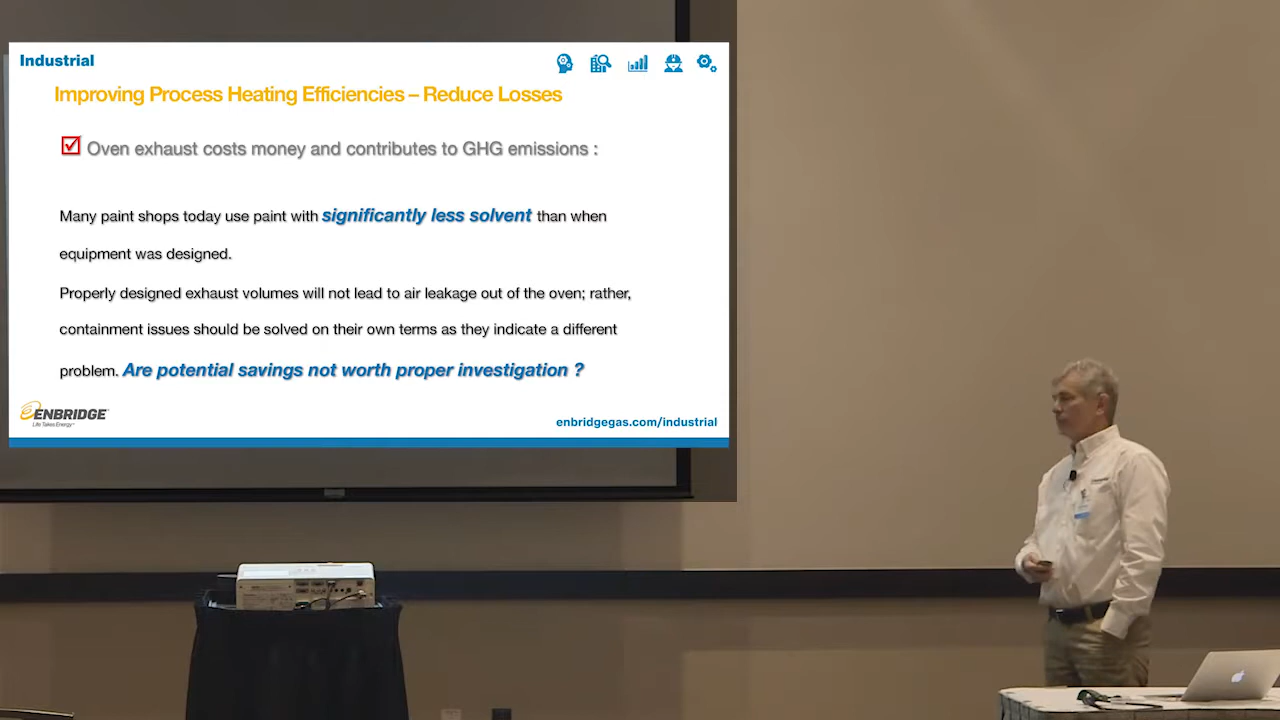 Industrial
Improving Process Heating Efficiencies – Reduce Losses
Oven exhaust costs money and contributes to GHG emissions :
Many paint shops today use paint with significantly less solvent than when
equipment was designed.
Properly designed exhaust volumes will not lead to air leakage out of the oven; rather,
containment issues should be solved on their own terms as they indicate a different
problem. Are potential savings not worth proper investigation ?
ENBRIDGE
Life Takes Energy™
enbridgegas.com/industrial